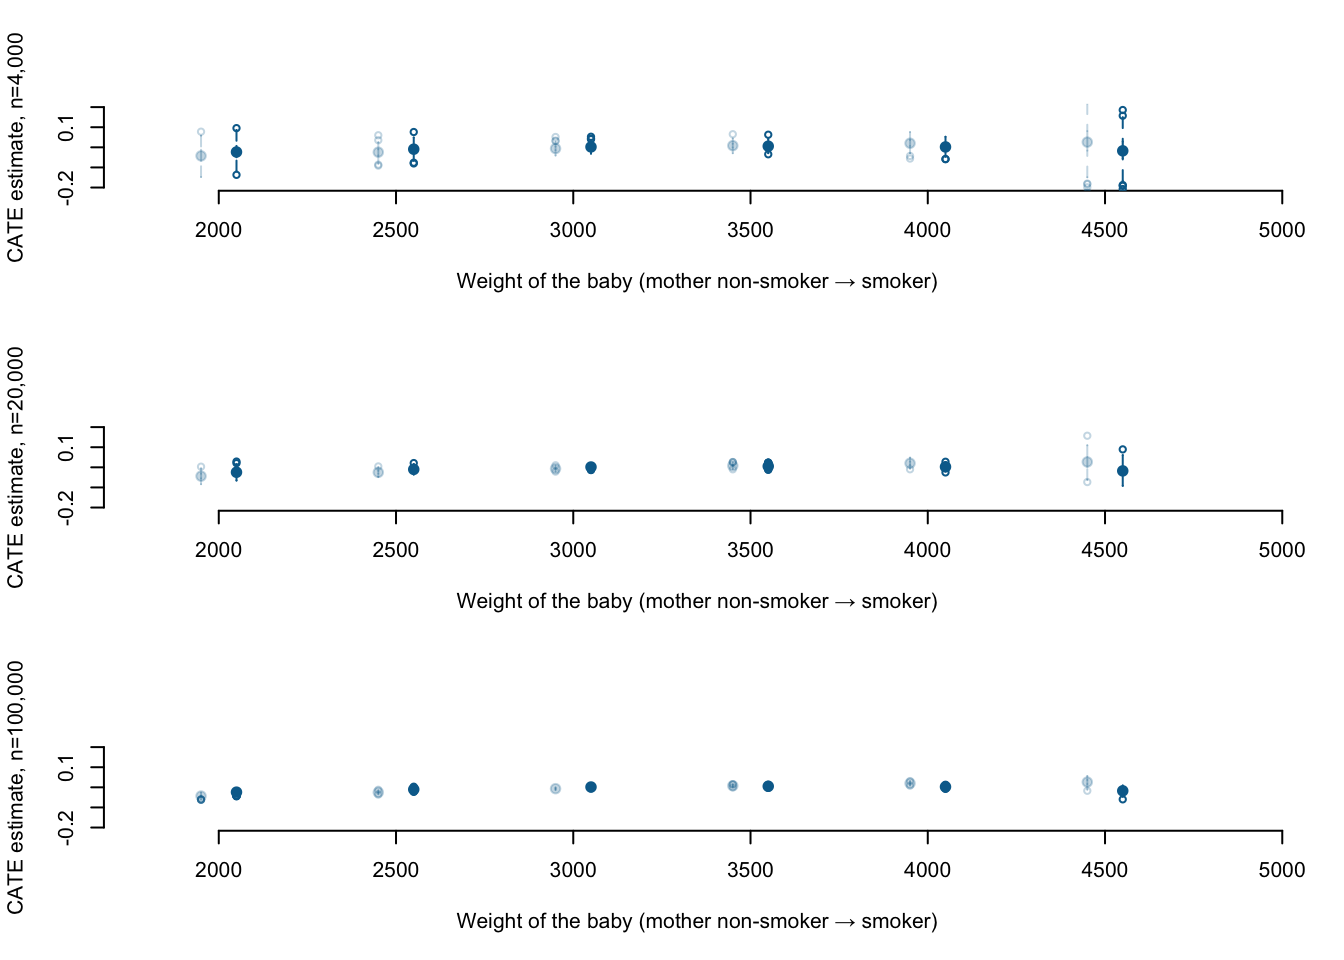 CATE estimate, n=4,000
0.1
-0.2
2000 2500 3000 3500 4000 4500 5000
Weight of the baby (mother non-smoker → smoker)
CATE estimate, n=20,000
0.1
-0.2
2000 2500 3000 3500 4000 4500 5000
Weight of the baby (mother non-smoker → smoker)
CATE estimate, n=100,000
0.1
-0.2
2000 2500 3000 3500 4000 4500 5000
Weight of the baby (mother non-smoker → smoker)